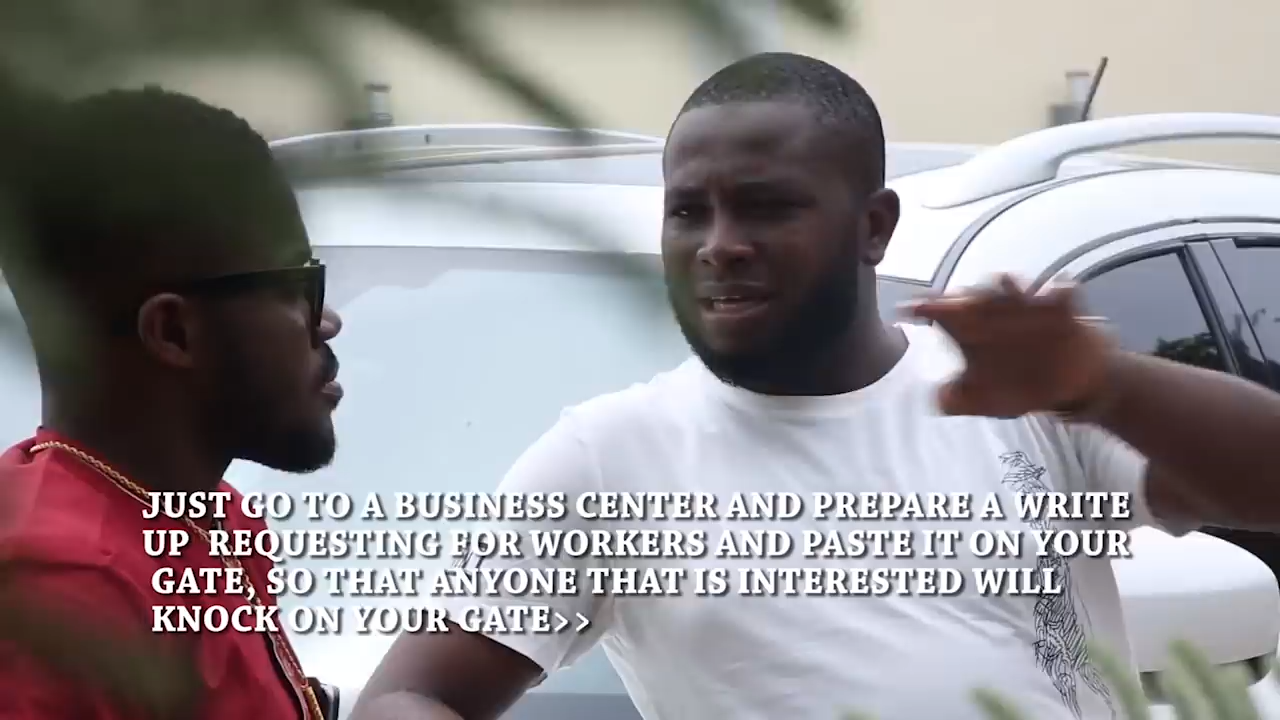 JUST GO TO A BUSINESS CENTER AND PREPARE A WRITE
UP REQUESTING FOR WORKERS AND PASTE IT ON YOUR
GATE, SO THAT ANYONE THAT IS INTERESTED WILL
KNOCK ON YOUR GATE>>